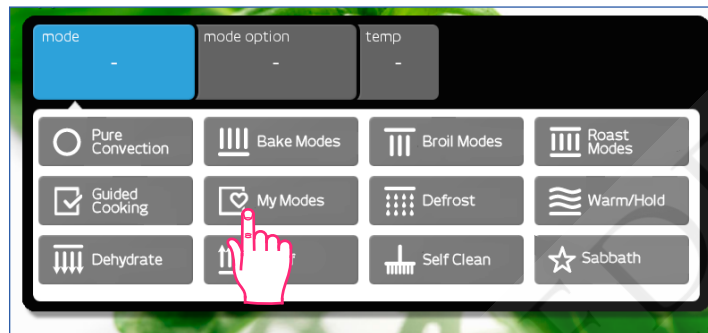 mode
-
mode option
-
temp
-
Pure
Convection
Bake Modes
Broil Modes
Roast
Modes
Guided
Cooking
My Modes
Defrost
Warm/Hold
Dehydrate
Self Clean
Sabbath